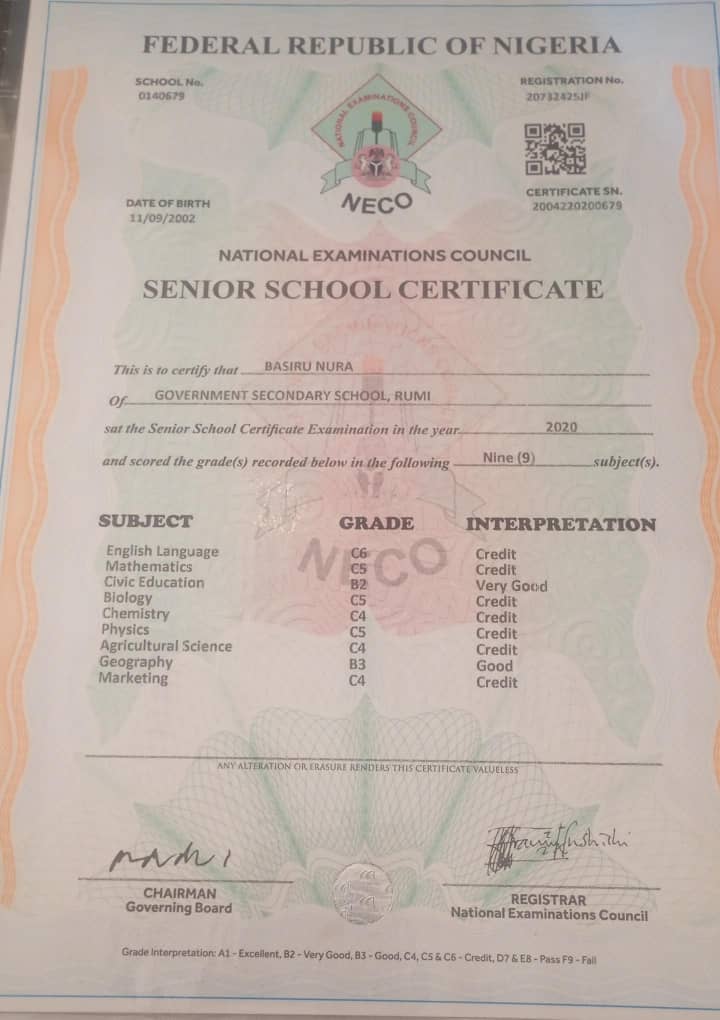 FEDERAL REPUBLIC OF NIGERIA
SCHOOL No.
0140679
REGISTRATION No.
20732425JF
NATIONAL EXAMINATIONS COUNCIL
NECO
DATE OF BIRTH
11/09/2002
CERTIFICATE SN.
2004220200679
NATIONAL EXAMINATIONS COUNCIL
SENIOR SCHOOL CERTIFICATE
This is to certify that BASIRU NURA
Of GOVERNMENT SECONDARY SCHOOL, RUMI
sat the Senior School Certificate Examination in the year 2020
and scored the grade(s) recorded below in the following Nine (9) subject(s).
SUBJECT GRADE INTERPRETATION
English Language C6 Credit
Mathematics C5 Credit
Civic Education B2 Very Good
Biology C5 Credit
Chemistry C4 Credit
Physics C5 Credit
Agricultural Science C4 Credit
Geography B3 Good
Marketing C4 Credit
NECO
ANY ALTERATION OR ERASURE RENDERS THIS CERTIFICATE VALUELESS
CHAIRMAN
Governing Board
REGISTRAR
National Examinations Council
Grade Interpretation: A1 - Excellent, B2 - Very Good, B3 - Good, C4, C5 & C6 - Credit, D7 & E8 - Pass F9 - Fail